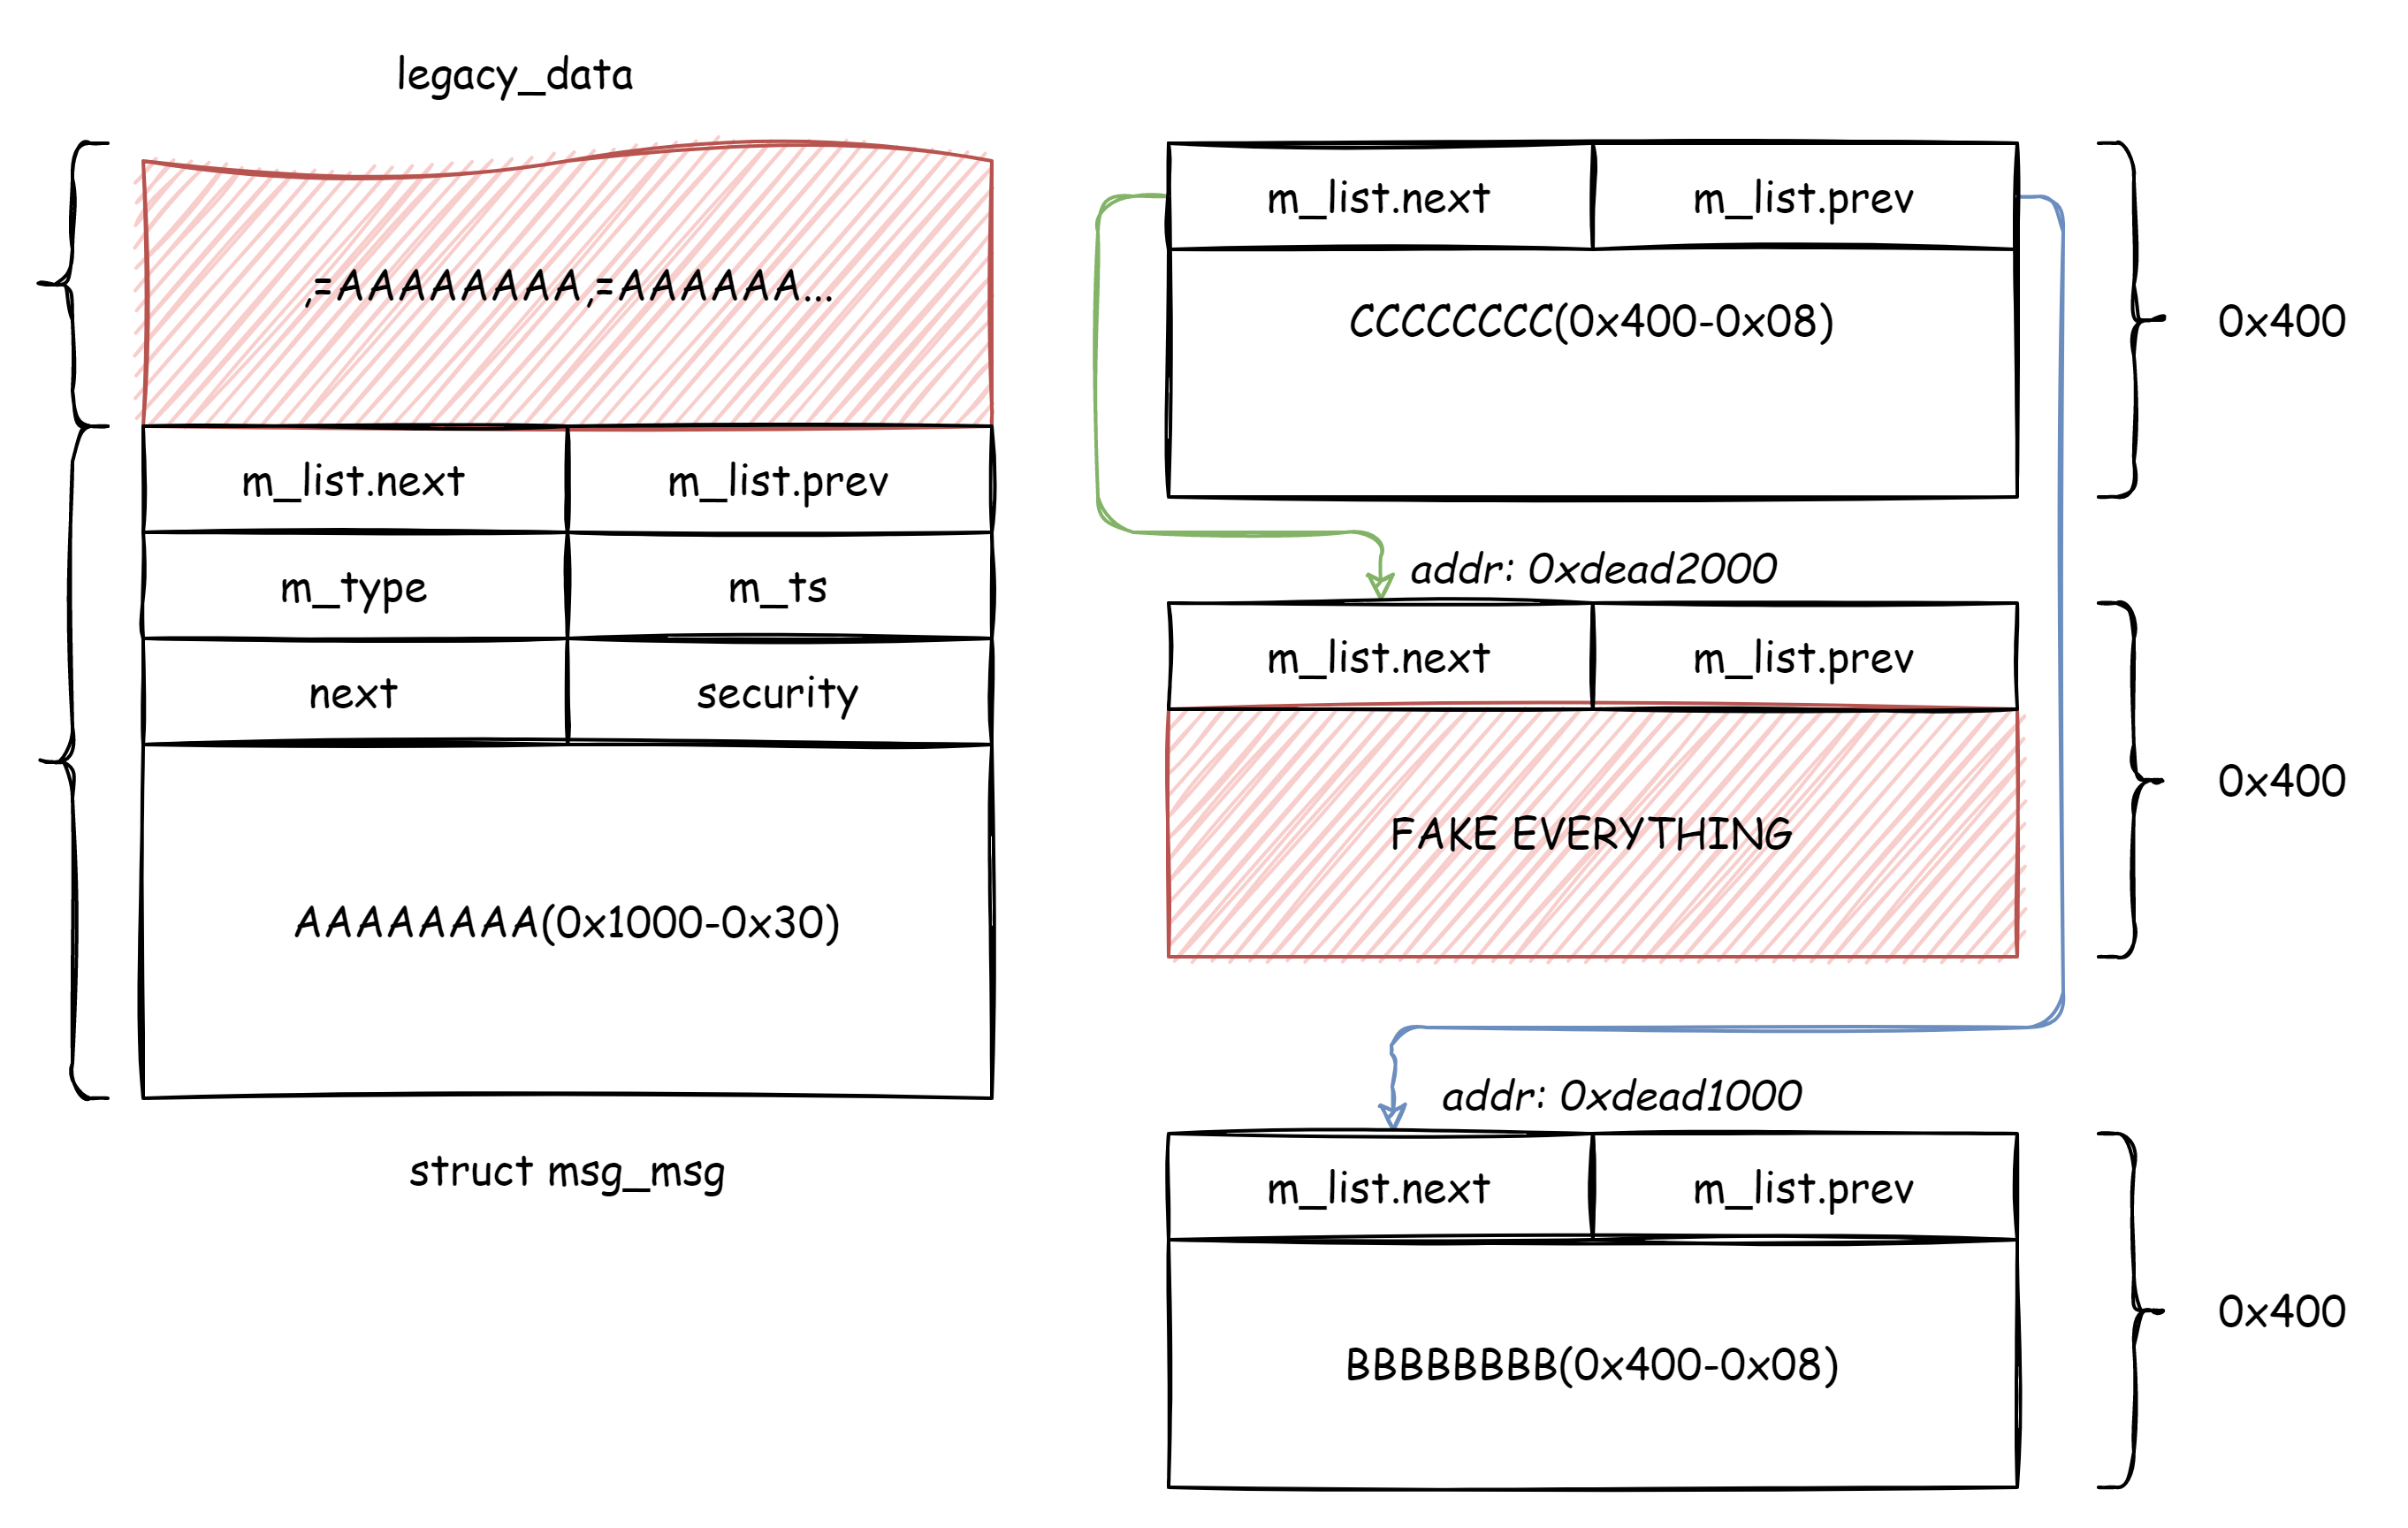 legacy_data
,=AAAAAAAA,=AAAAAA...
m_list.next
m_list.prev
m_type
m_ts
next
security
AAAAAAAA(0x1000-0x30)
struct msg_msg
m_list.next
m_list.prev
CCCCCCCC(0x400-0x08)
0x400
addr: 0xdead2000
m_list.next
m_list.prev
FAKE EVERYTHING
0x400
addr: 0xdead1000
m_list.next
m_list.prev
BBBBBBBB(0x400-0x08)
0x400